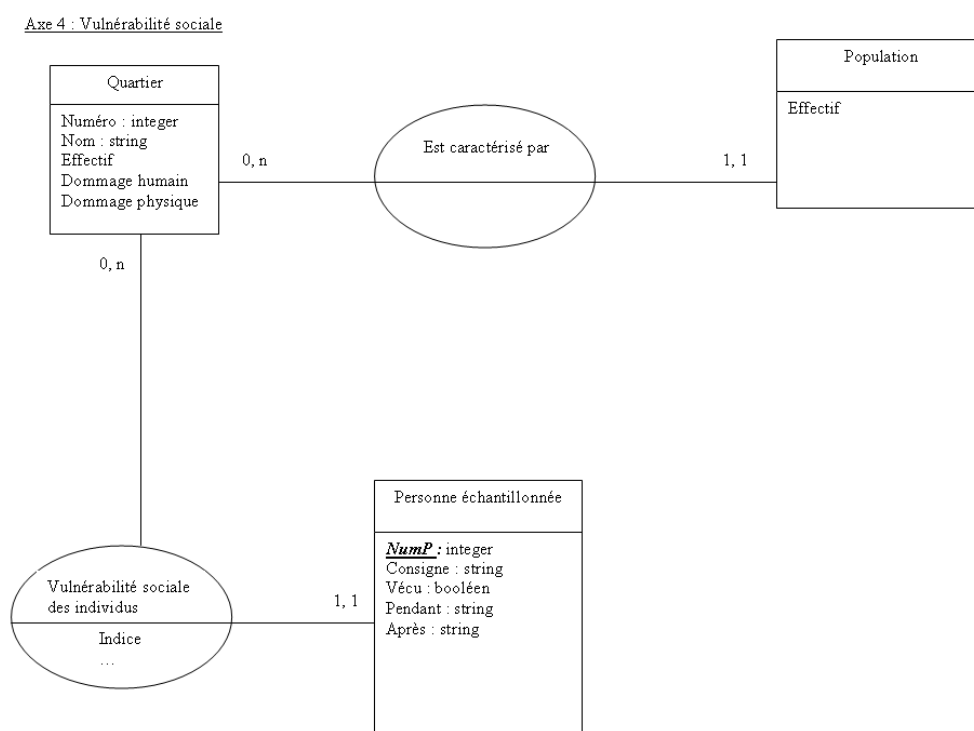 Axe 4 : Vulnérabilité sociale
Quartier
Numéro : integer
Nom : string
Effectif
Dommage humain
Dommage physique
0, n
Est caractérisé par
1, 1
Population
Effectif
0, n
Vulnérabilité sociale
des individus
Indice
…
1, 1
Personne échantillonnée
NumP : integer
Consigne : string
Vécu : booléen
Pendant : string
Après : string